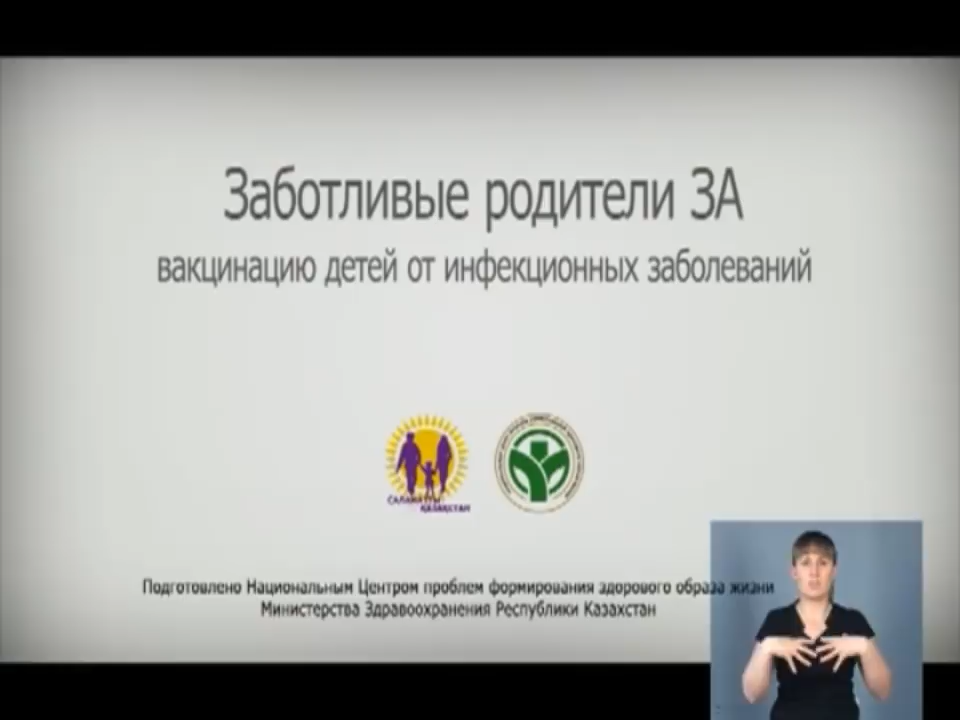 Заботливые родители ЗА
вакцинацию детей от инфекционных заболеваний
САЛАМАТТЫ
ҚАЗАҚСТАН
Подготовлено Национальным Центром проблем формирования здорового образа жизни
Министерства Здравоохранения Республики Казахстан